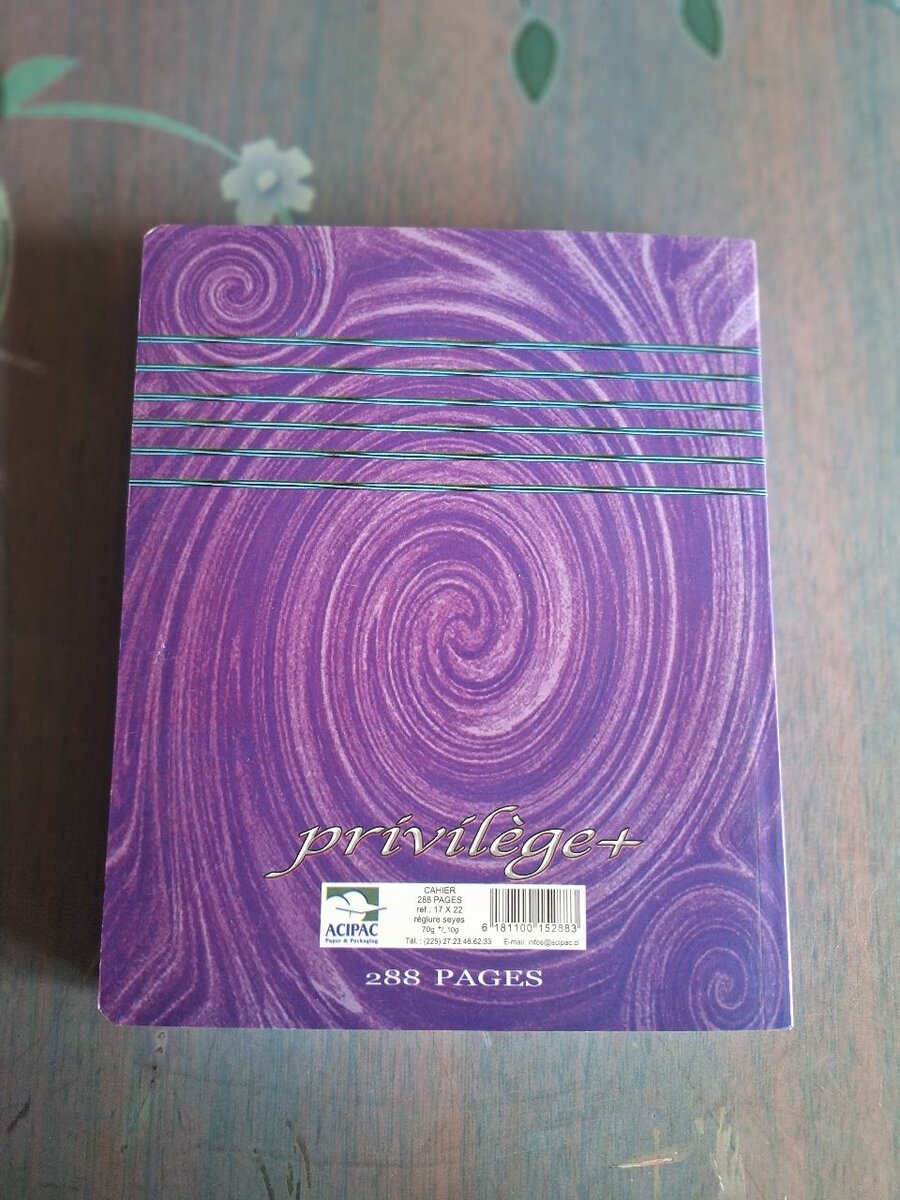 privilège+
ACIPAC
Paper & Packaging
CAHIER
288 PAGES
ref : 17 X 22
réglure seyes
70g +/_ 10g
Tél. : (225) 27.23.46.62.33 E-mail: infos@acipac.ci
6 181100 152883
288 PAGES